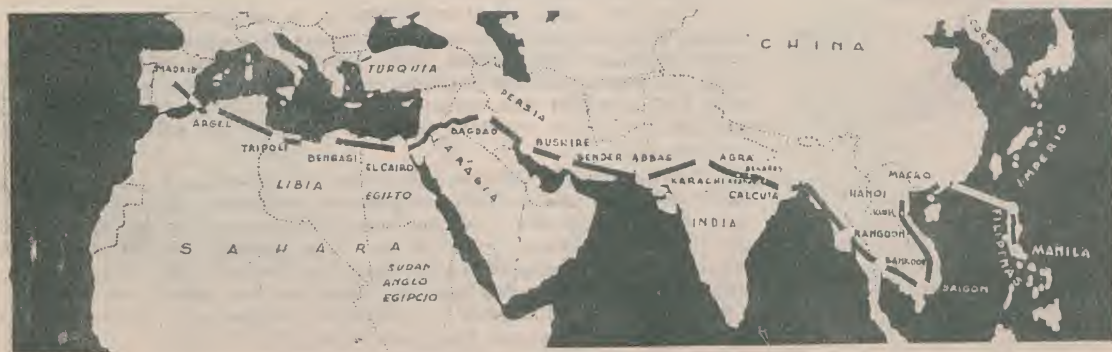 MADRID
ARGEL
TRIPOLI
BENGASI
EL CAIRO
LIBIA
EGIPTO
S A H A R A
SUDAN
ANGLO
EGIPCIO
TURQUIA
ARABIA
BAGDAD
PERSIA
BUSHIRE
BENDER ABBAS
KARACHI
AGRA
BENARES
CALCUTA
INDIA
CHINA
COREA
IMPERIO
MACAO
HANOI
RANGOON
SAIGON
FILIPINAS
MANILA